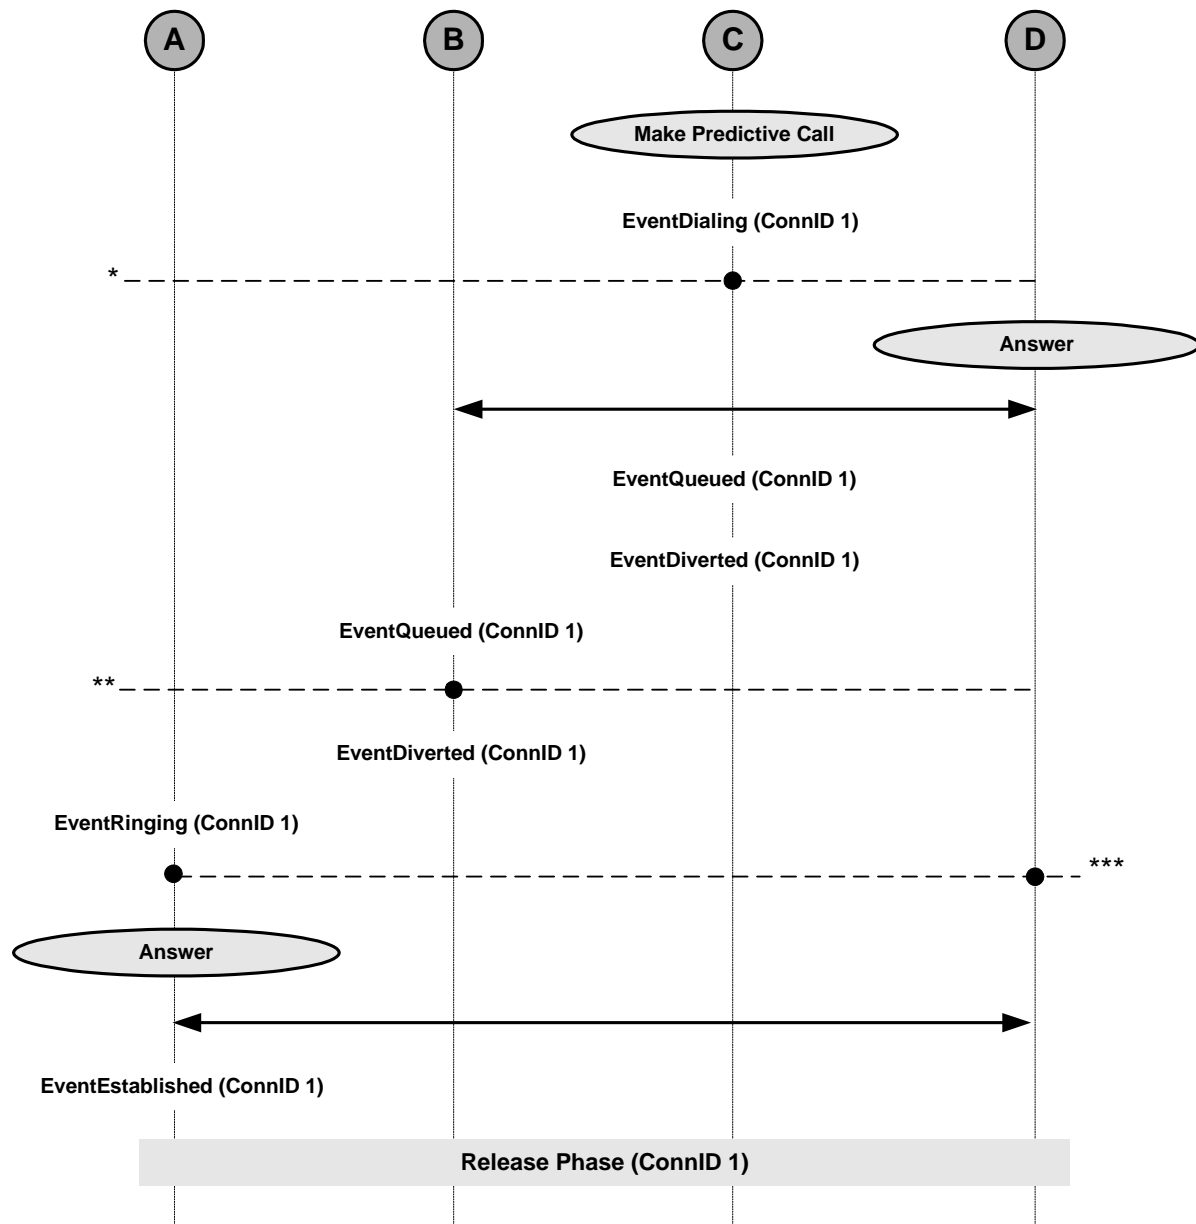 A B C D
Make Predictive Call
EventDialing (ConnID 1)
*
Answer
EventQueued (ConnID 1)
EventDiverted (ConnID 1)
EventQueued (ConnID 1)
**
EventDiverted (ConnID 1)
EventRinging (ConnID 1)
***
Answer
EventEstablished (ConnID 1)
Release Phase (ConnID 1)